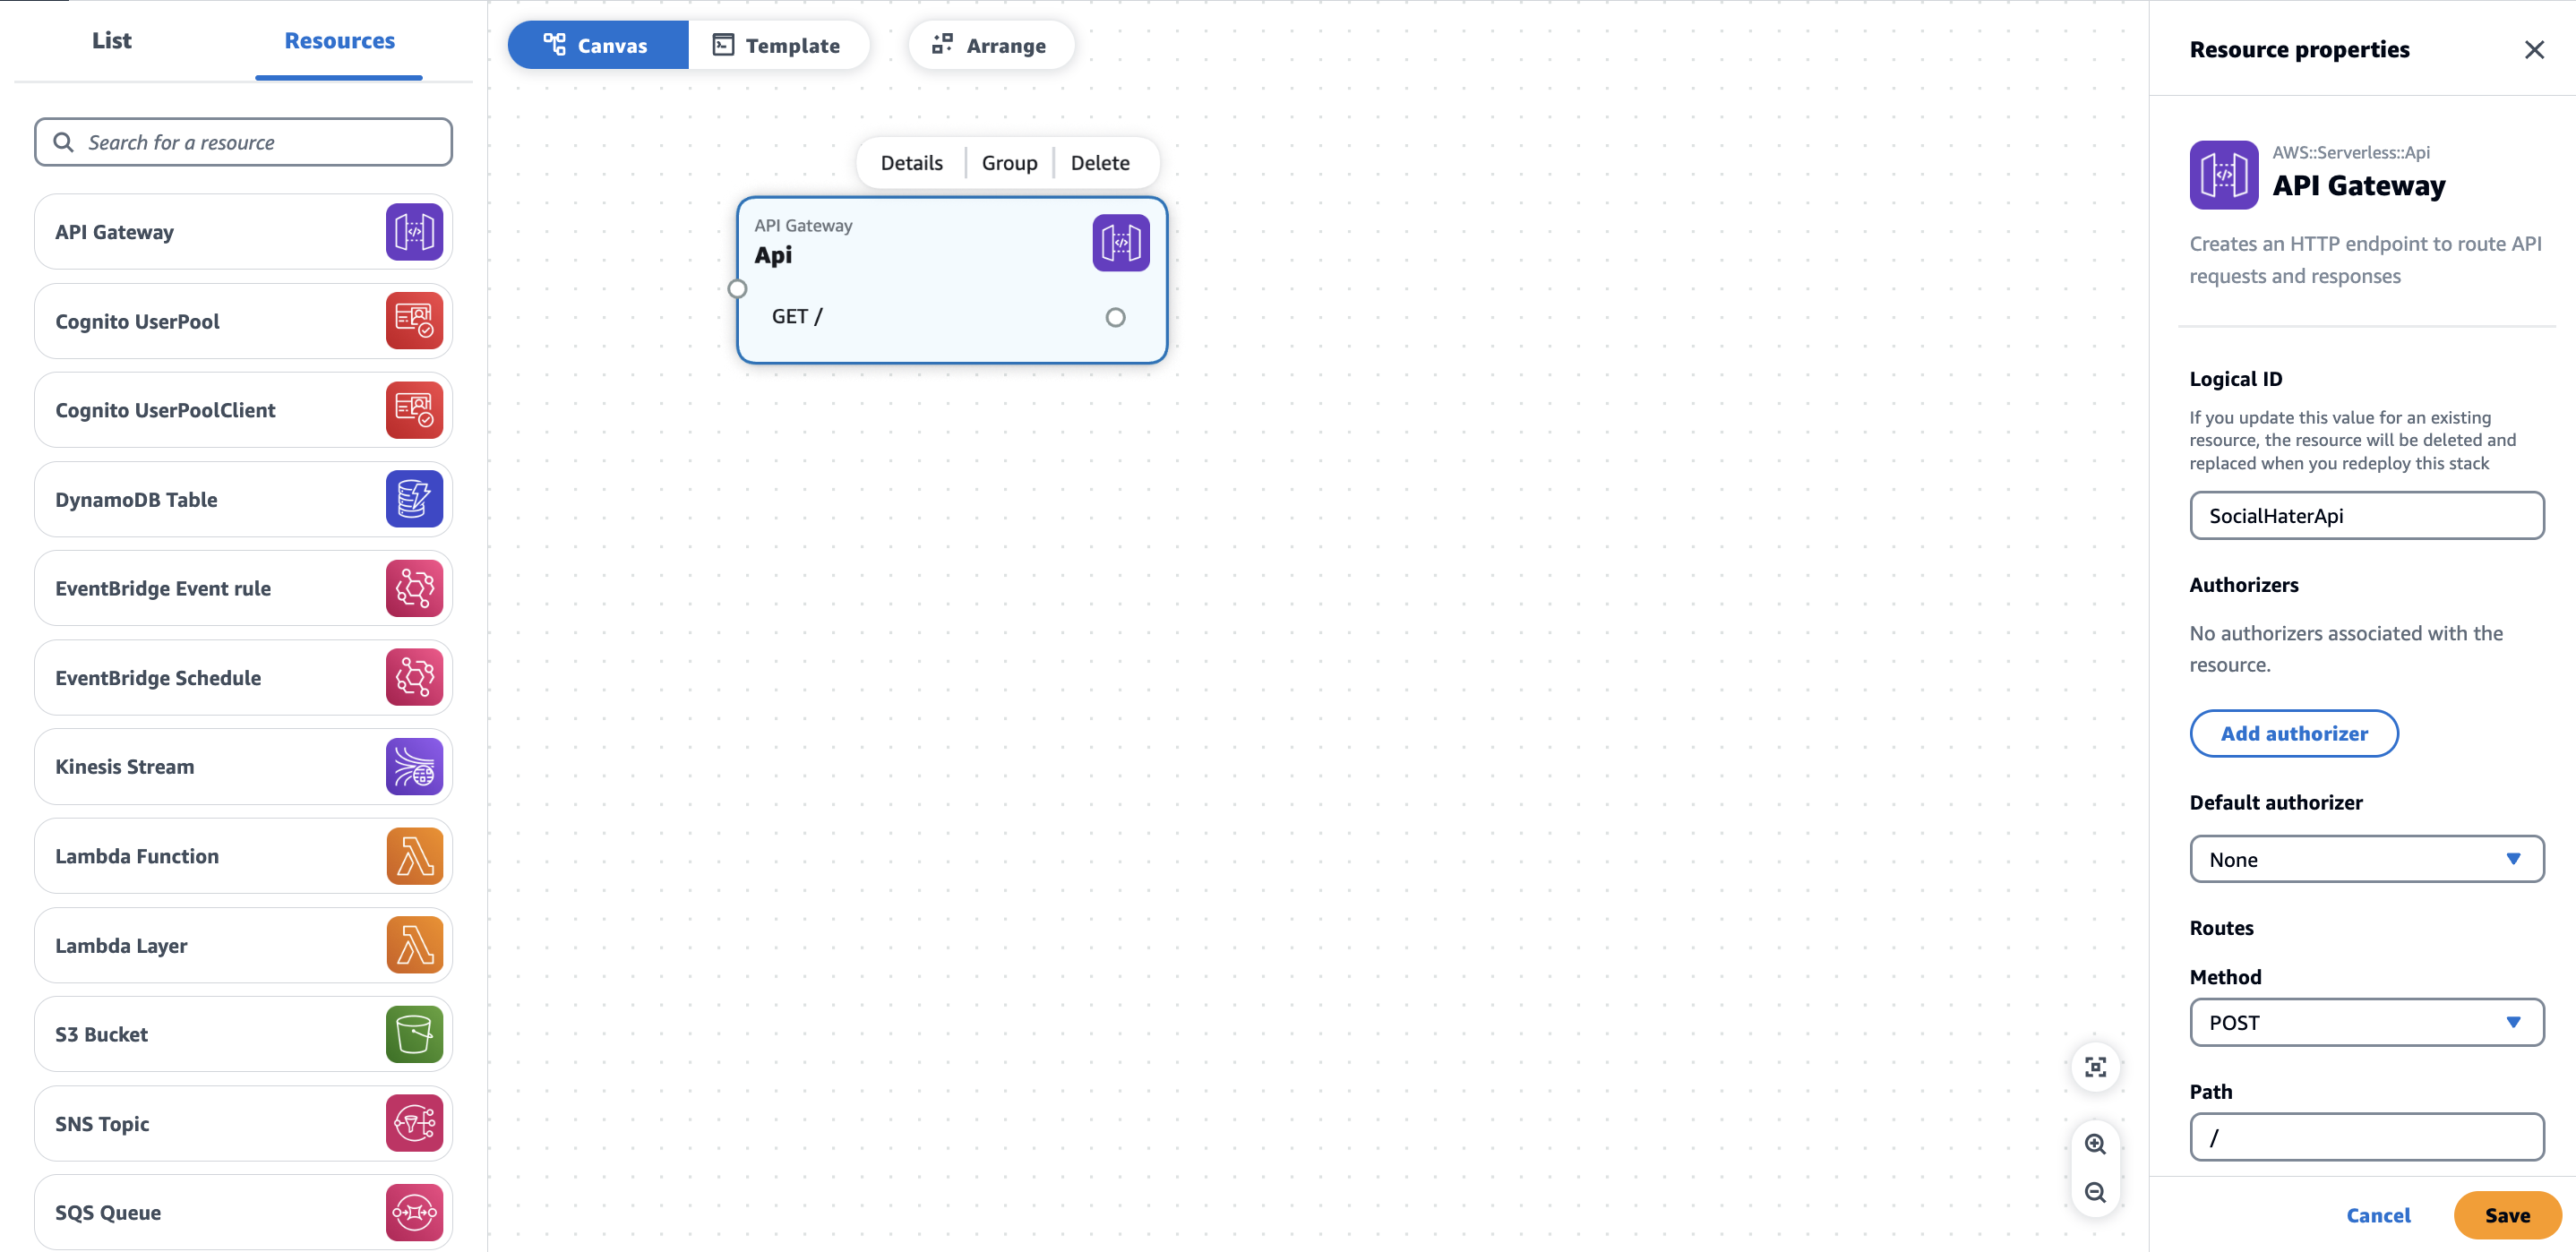 List
Resources
Search for a resource
API Gateway
Cognito UserPool
Cognito UserPoolClient
DynamoDB Table
EventBridge Event rule
EventBridge Schedule
Kinesis Stream
Lambda Function
Lambda Layer
S3 Bucket
SNS Topic
SQS Queue
Canvas
Template
Arrange
Details
Group
Delete
API Gateway
Api
GET /
Resource properties
AWS::Serverless::Api
API Gateway
Creates an HTTP endpoint to route API
requests and responses
Logical ID
If you update this value for an existing
resource, the resource will be deleted and
replaced when you redeploy this stack
SocialHaterApi
Authorizers
No authorizers associated with the
resource.
Add authorizer
Default authorizer
None
Routes
Method
POST
Path
/
Cancel
Save